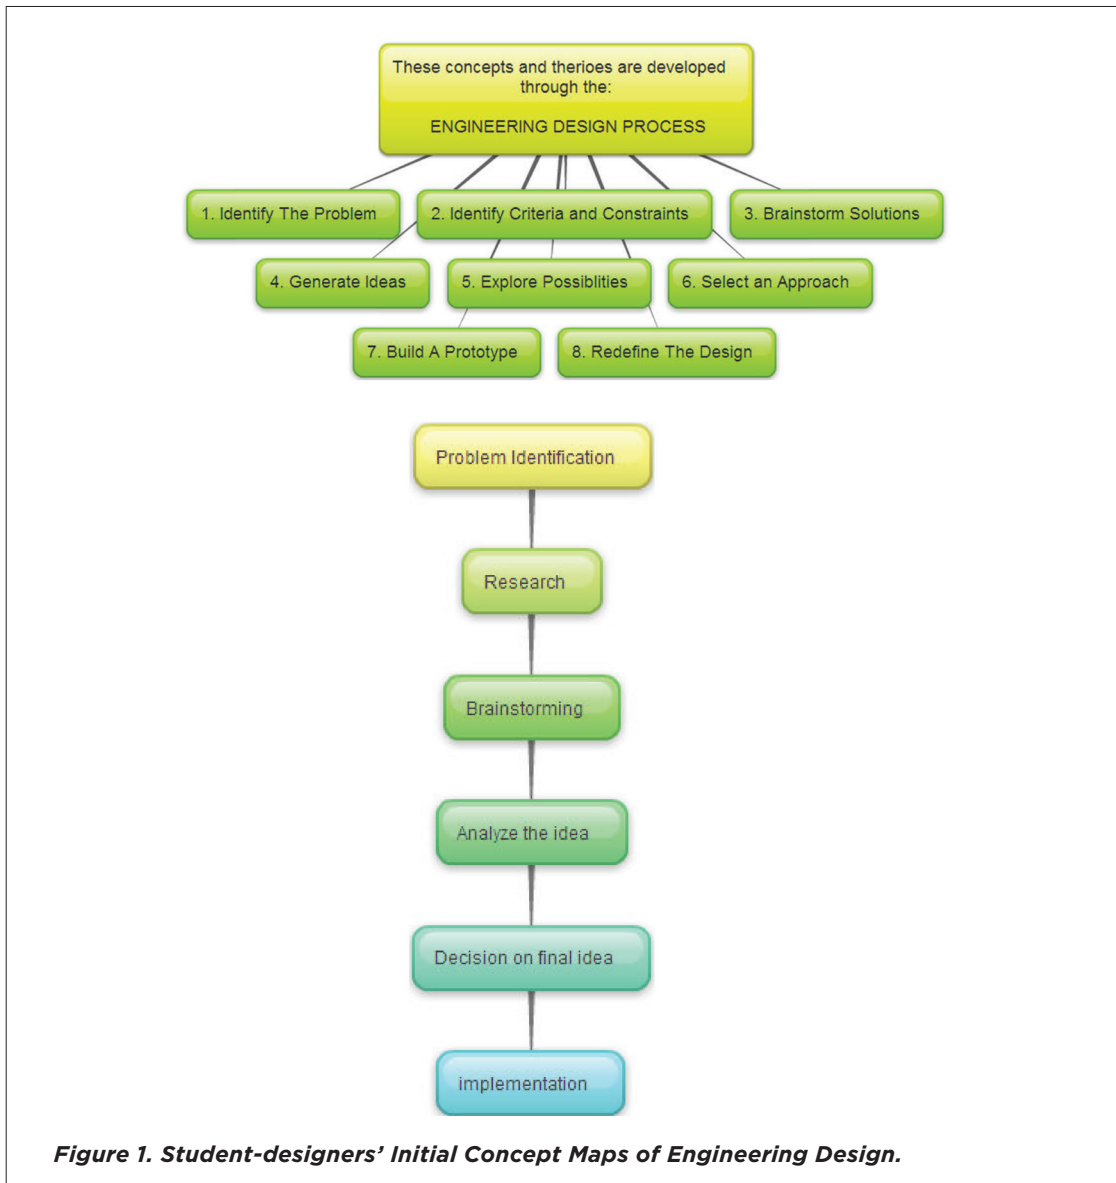 These concepts and therioes are developed
through the:
ENGINEERING DESIGN PROCESS
1. Identify The Problem
2. Identify Criteria and Constraints
3. Brainstorm Solutions
4. Generate Ideas
5. Explore Possiblities
6. Select an Approach
7. Build A Prototype
8. Redefine The Design
Problem Identification
Research
Brainstorming
Analyze the idea
Decision on final idea
implementation
Figure 1. Student-designers’ Initial Concept Maps of Engineering Design.